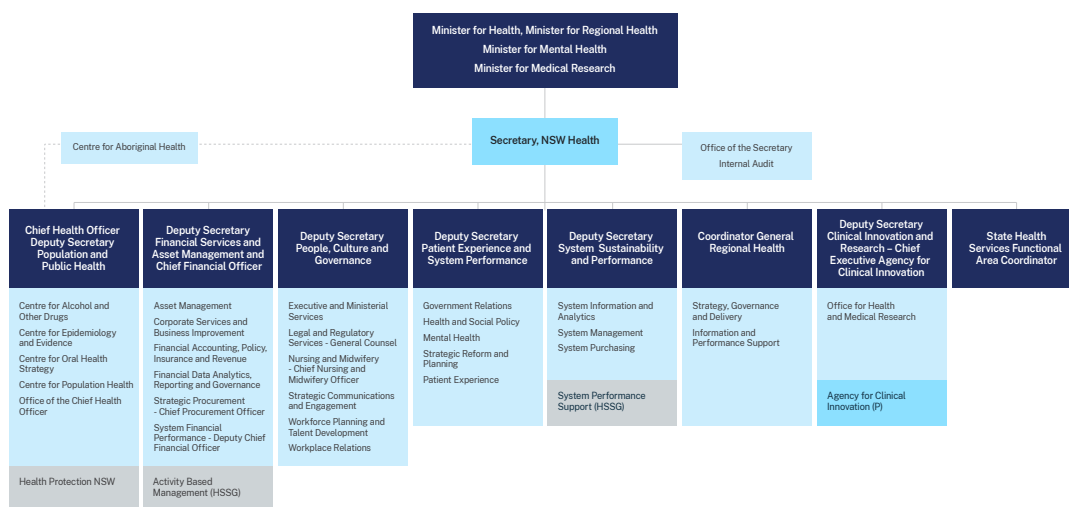 Minister for Health, Minister for Regional Health
Minister for Mental Health
Minister for Medical Research
Secretary, NSW Health
Centre for Aboriginal Health
Office of the Secretary
Internal Audit
Chief Health Officer
Deputy Secretary
Population and
Public Health
Centre for Alcohol and
Other Drugs
Centre for Epidemiology
and Evidence
Centre for Oral Health
Strategy
Centre for Population Health
Office of the Chief Health
Officer
Health Protection NSW
Deputy Secretary
Financial Services and
Asset Management and
Chief Financial Officer
Asset Management
Corporate Services and
Business Improvement
Financial Accounting, Policy,
Insurance and Revenue
Financial Data Analytics,
Reporting and Governance
Strategic Procurement
- Chief Procurement Officer
System Financial
Performance - Deputy Chief
Financial Officer
Activity Based
Management (HSSG)
Deputy Secretary
People, Culture and
Governance
Executive and Ministerial
Services
Legal and Regulatory
Services - General Counsel
Nursing and Midwifery
- Chief Nursing and
Midwifery Officer
Strategic Communications
and Engagement
Workforce Planning and
Talent Development
Workplace Relations
Deputy Secretary
Patient Experience and
System Performance
Government Relations
Health and Social Policy
Mental Health
Strategic Reform and
Planning
Patient Experience
Deputy Secretary
System Sustainability
and Performance
System Information and
Analytics
System Management
System Purchasing
System Performance
Support (HSSG)
Coordinator General
Regional Health
Strategy, Governance
and Delivery
Information and
Performance Support
Deputy Secretary
Clinical Innovation and
Research – Chief
Executive Agency for
Clinical Innovation
Office for Health
and Medical Research
Agency for Clinical
Innovation (P)
State Health
Services Functional
Area Coordinator